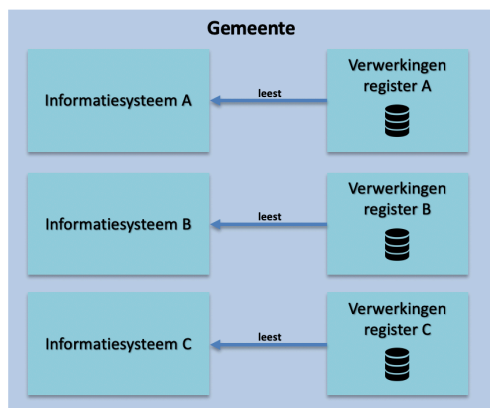 Gemeente
Informatiesysteem A
leest
Verwerkingen
register A
Informatiesysteem B
leest
Verwerkingen
register B
Informatiesysteem C
leest
Verwerkingen
register C